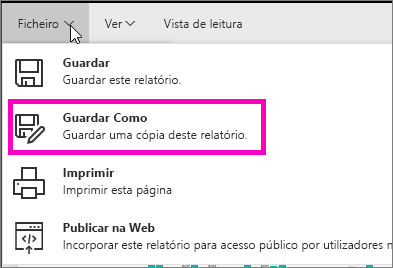 Ficheiro Ver Vista de leitura
Guardar
Guardar este relatório.
Guardar Como
Guardar uma cópia deste relatório.
Imprimir
Imprimir esta página
Publicar na Web
Incorporar este relatório para acesso público por utilizadores